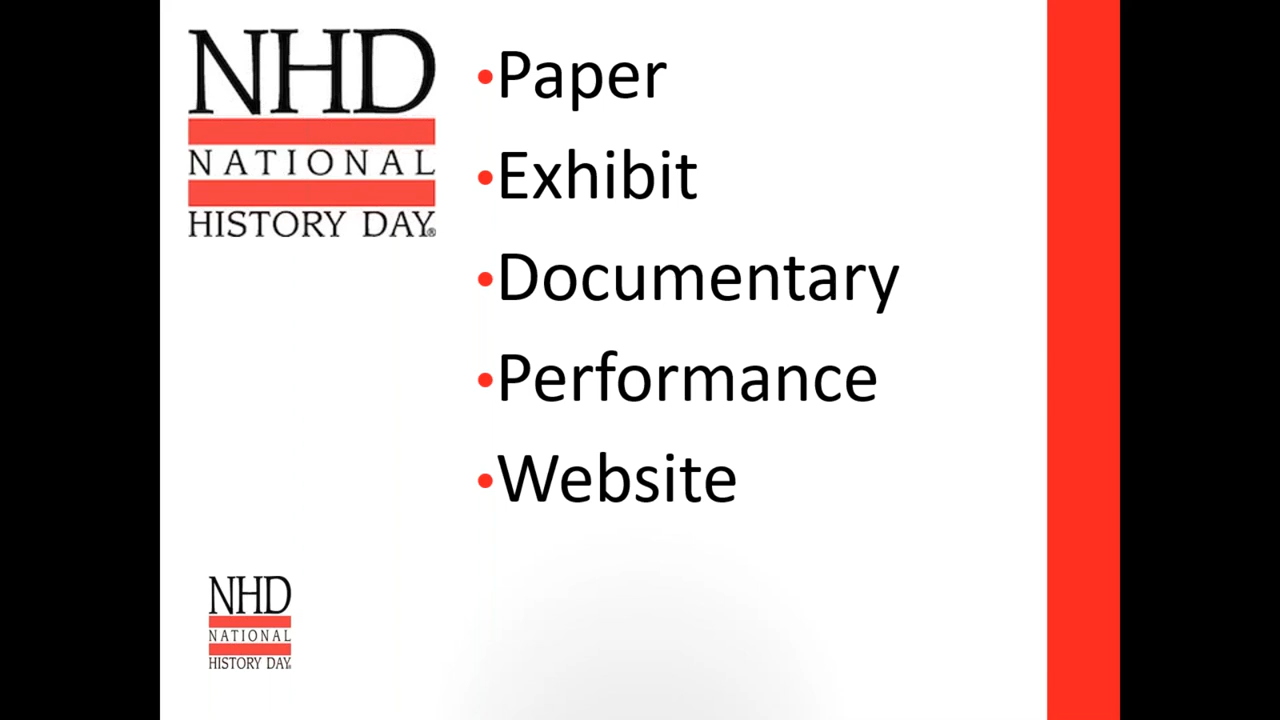 NHD
NATIONAL
HISTORY DAY®
•Paper
•Exhibit
•Documentary
•Performance
•Website
NHD
NATIONAL
HISTORY DAY®